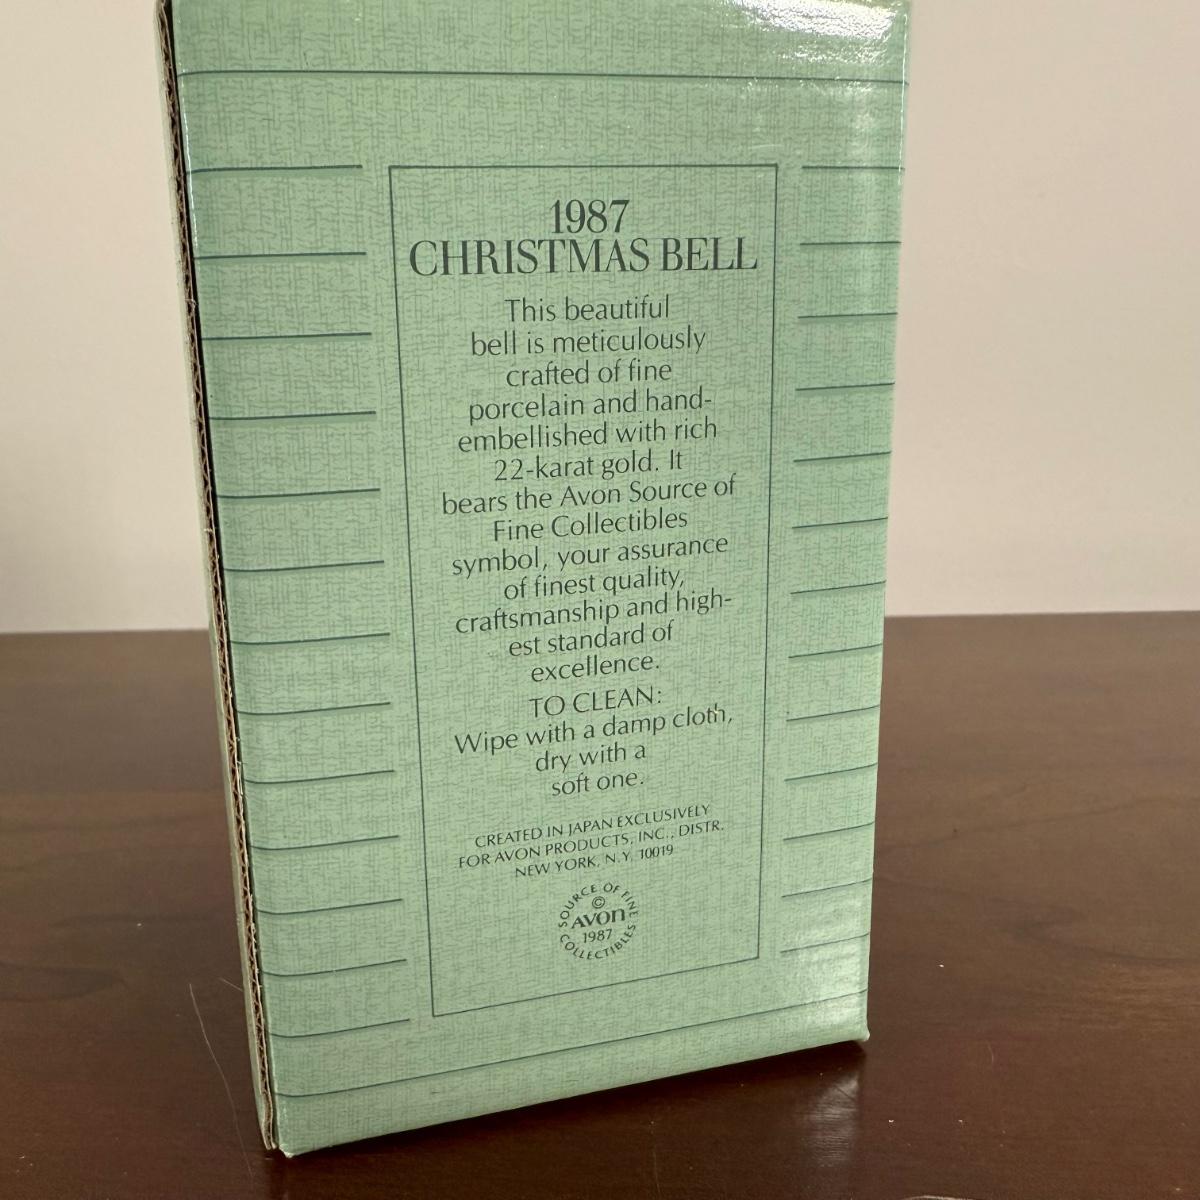 1987
CHRISTMAS BELL
This beautiful
bell is meticulously
crafted of fine
porcelain and hand-
embellished with rich
22-karat gold. It
bears the Avon Source of
Fine Collectibles
symbol, your assurance
of finest quality,
craftsmanship and high-
est standard of
excellence.
TO CLEAN:
Wipe with a damp cloth,
dry with a
soft one.
CREATED IN JAPAN EXCLUSIVELY
FOR AVON PRODUCTS, INC., DISTR.
NEW YORK, N.Y. 10019
SOURCE OF FINE
©
AVON
1987
COLLECTIBLES